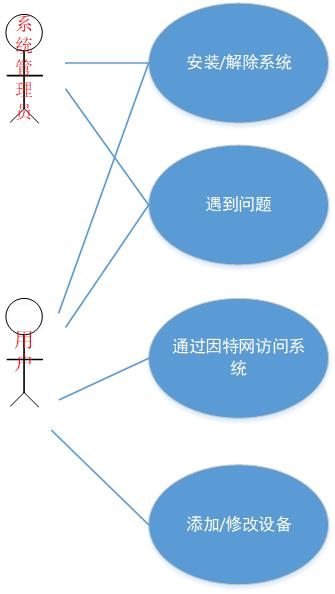 系统管理员
安装/解除系统
遇到问题
用户
通过因特网访问系
统
添加/修改设备